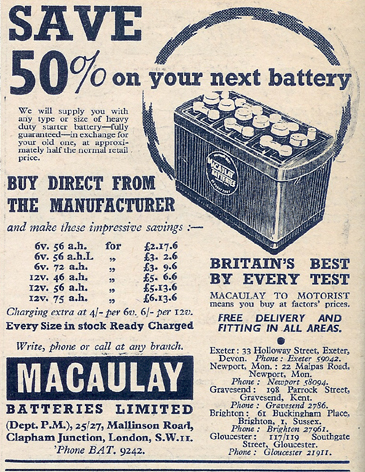 SAVE
50% on your next battery
We will supply you with
any type or size of heavy
duty starter battery—fully
guaranteed—in exchange for
your old one, at approxi-
mately half the normal retail
price.
MACAULAY
BUY DIRECT FROM
THE MANUFACTURER
and make these impressive savings :—
6v. 56 a.h. for £2.17.6
6v. 56 a.h.L „ £3. 2.6
6v. 72 a.h. „ £3. 9.6
12v. 46 a.h. „ £5. 6.6
12v. 56 a.h. „ £5.13.6
12v. 75 a.h. „ £6.13.6
Charging extra at 4/- per 6v. 6/- per 12v.
Every Size in stock Ready Charged
Write, phone or call at any branch.
MACAULAY
BATTERIES LIMITED
(Dept. P.M.), 25/27, Mallinson Road,
Clapham Junction, London, S.W.11.
Phone BAT. 9242.
BRITAIN'S BEST
BY EVERY TEST
MACAULAY TO MOTORIST
means you buy at factors' prices.
FREE DELIVERY AND
FITTING IN ALL AREAS.
Exeter: 33 Holloway Street, Exeter,
Devon. Phone: Exeter 59042.
Newport, Mon.: 22 Malpas Road,
Newport, Mon.
Phone: Newport 58094.
Gravesend: 198 Parrock Street,
Gravesend, Kent.
Phone: Gravesend 2786.
Brighton: 61 Buckingham Place,
Brighton, 1, Sussex.
Phone: Brighton 27961.
Gloucester: 117/119 Southgate
Street, Gloucester.
Phone: Gloucester 21911.